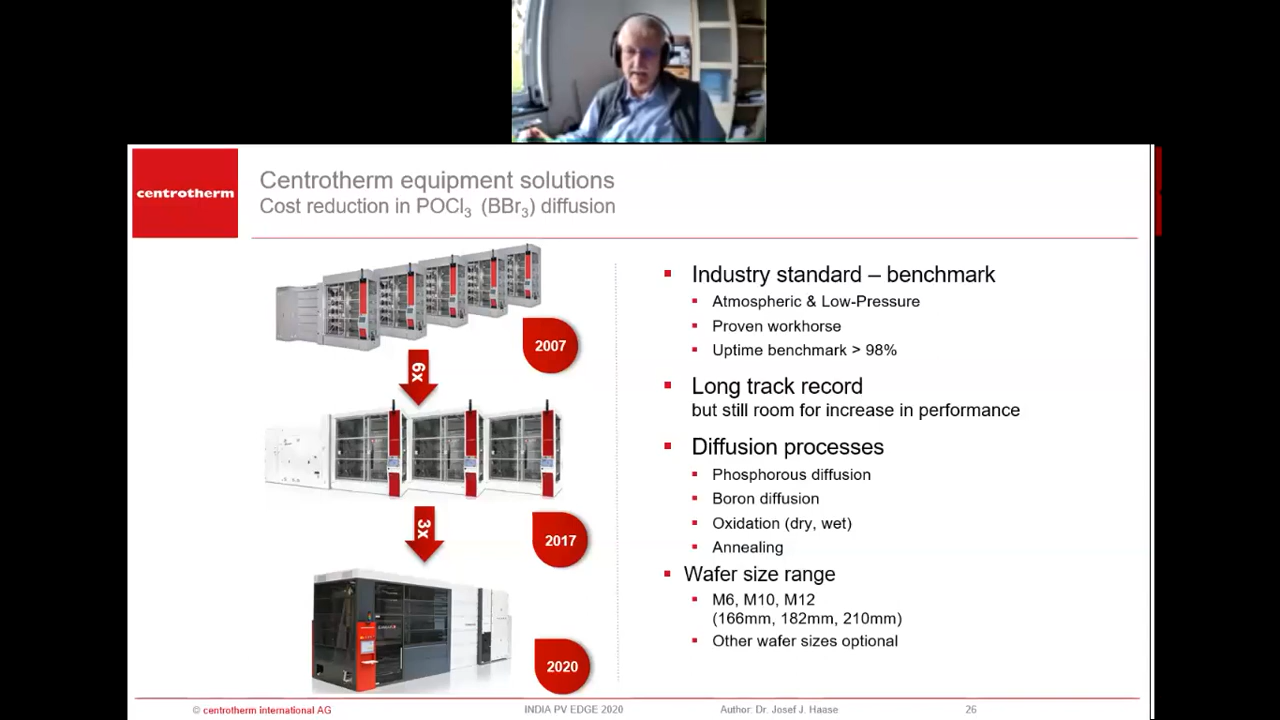 centrotherm
Centrotherm equipment solutions
Cost reduction in POCl₃ (BBr₃) diffusion
2007
6x
2017
3x
2020
Industry standard – benchmark
Atmospheric & Low-Pressure
Proven workhorse
Uptime benchmark > 98%
Long track record
but still room for increase in performance
Diffusion processes
Phosphorous diffusion
Boron diffusion
Oxidation (dry, wet)
Annealing
Wafer size range
M6, M10, M12
(166mm, 182mm, 210mm)
Other wafer sizes optional
© centrotherm international AG
INDIA PV EDGE 2020
Author: Dr. Josef J. Haase
26